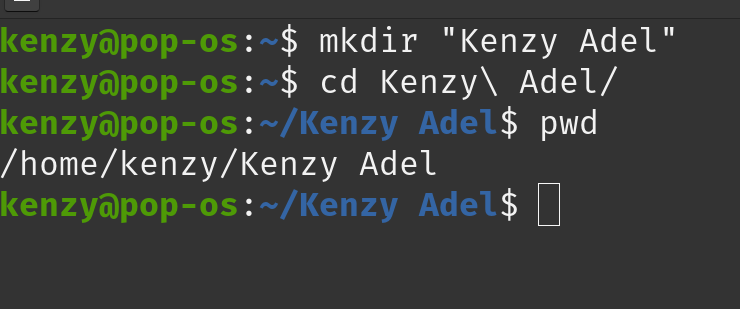 kenzy@pop-os:~$ mkdir "Kenzy Adel"
kenzy@pop-os:~$ cd Kenzy\ Adel/
kenzy@pop-os:~/Kenzy Adel$ pwd
/home/kenzy/Kenzy Adel
kenzy@pop-os:~/Kenzy Adel$